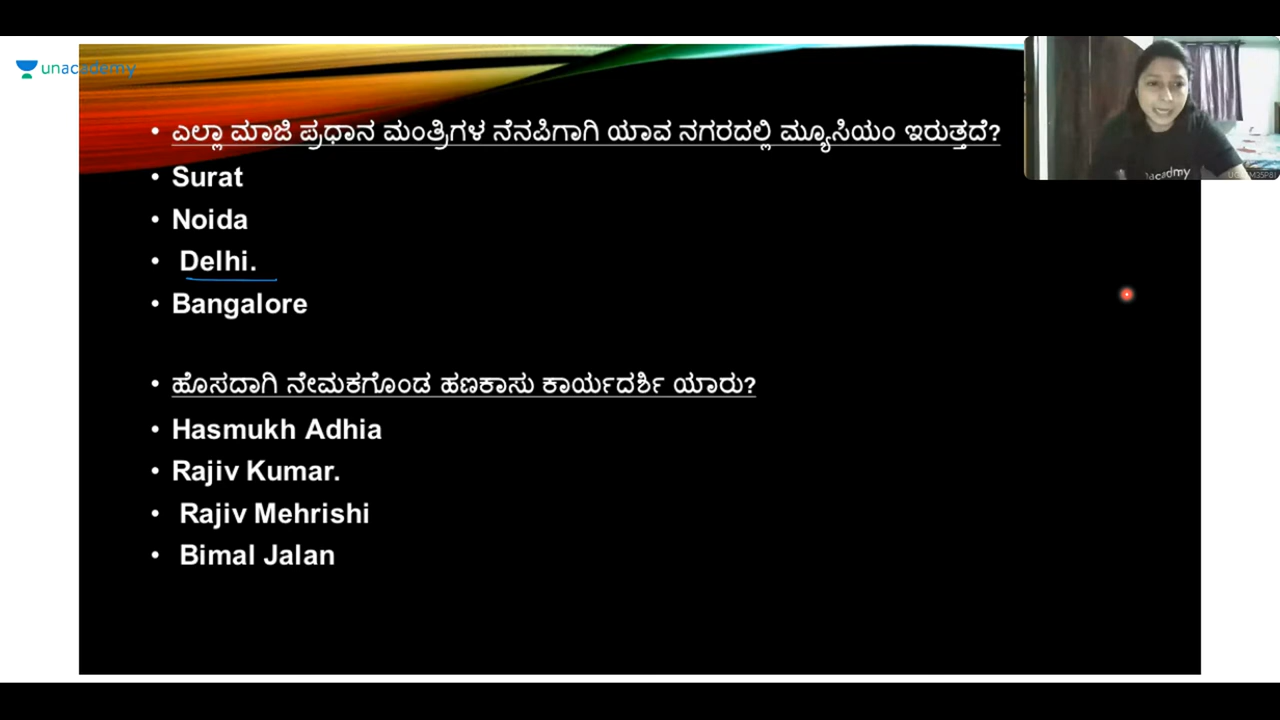 unacademy
• ಎಲ್ಲಾ ಮಾಜಿ ಪ್ರಧಾನ ಮಂತ್ರಿಗಳ ನೆನಪಿಗಾಗಿ ಯಾವ ನಗರದಲ್ಲಿ ಮ್ಯೂಸಿಯಂ ಇರುತ್ತದೆ?
• Surat
• Noida
• Delhi.
• Bangalore
• ಹೊಸದಾಗಿ ನೇಮಕಗೊಂಡ ಹಣಕಾಸು ಕಾರ್ಯದರ್ಶಿ ಯಾರು?
• Hasmukh Adhia
• Rajiv Kumar.
• Rajiv Mehrishi
• Bimal Jalan